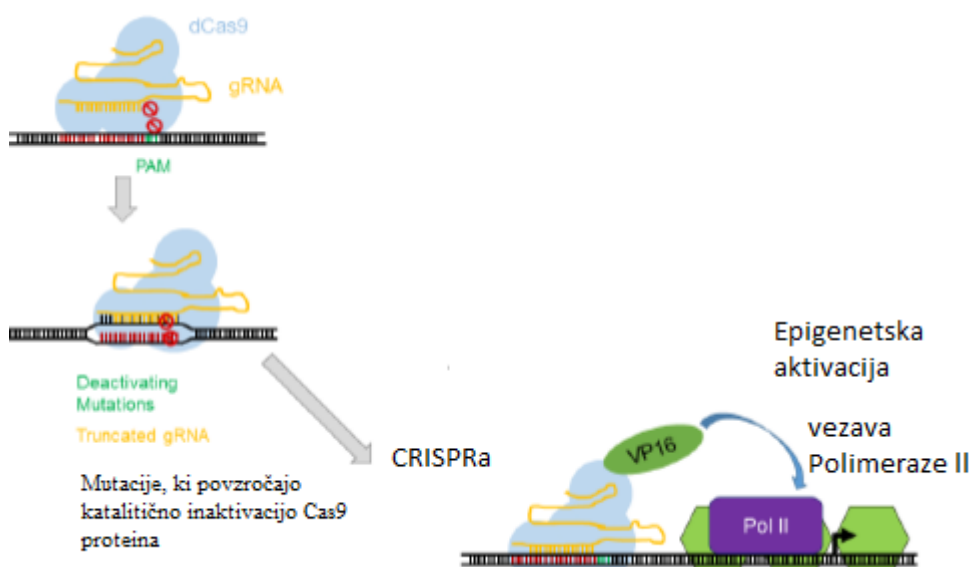 dCas9
gRNA
PAM
Deactivating
Mutations
Truncated gRNA
Mutacije, ki povzročajo
katalitično inaktivacijo Cas9
proteina
CRISPRa
Epigenetska
aktivacija
vezava
Polimeraze II
VP16
Pol II